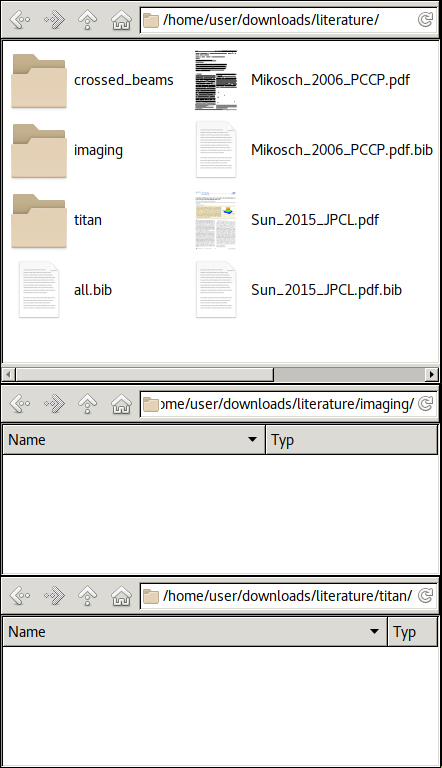 /home/user/downloads/literature/
crossed_beams
Mikosch_2006_PCCP.pdf
imaging
Mikosch_2006_PCCP.pdf.bib
titan
Sun_2015_JPCL.pdf
all.bib
Sun_2015_JPCL.pdf.bib
ome/user/downloads/literature/imaging/
Name Typ
/home/user/downloads/literature/titan/
Name Typ